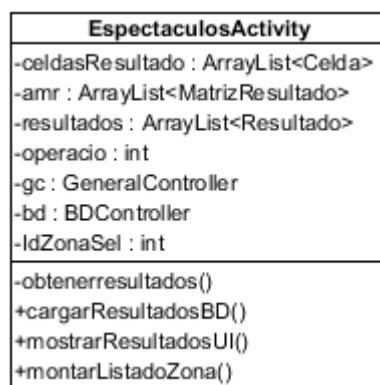 EspectaculosActivity
-celdasResultado : ArrayList<Celda>
-amr : ArrayList<MatrizResultado>
-resultados : ArrayList<Resultado>
-operacio : int
-gc : GeneralController
-bd : BDController
-IdZonaSel : int
-obtenerresultados()
+cargarResultadosBD()
+mostrarResultadosUI()
+montarListadoZona()